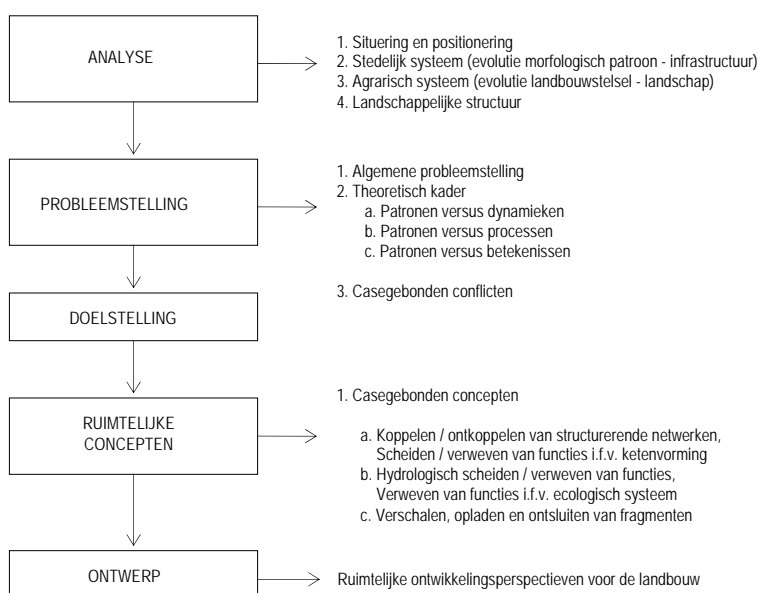 ANALYSE
1. Situering en positionering
2. Stedelijk systeem (evolutie morfologisch patroon - infrastructuur)
3. Agrarisch systeem (evolutie landbouwstelsel - landschap)
4. Landschappelijke structuur
PROBLEEMSTELLING
1. Algemene probleemstelling
2. Theoretisch kader
a. Patronen versus dynamieken
b. Patronen versus processen
c. Patronen versus betekenissen
3. Casegebonden conflicten
DOELSTELLING
RUIMTELIJKE
CONCEPTEN
1. Casegebonden concepten
a. Koppelen / ontkoppelen van structurerende netwerken,
Scheiden / verweven van functies i.f.v. ketenvorming
b. Hydrologisch scheiden / verweven van functies,
Verweven van functies i.f.v. ecologisch systeem
c. Verschalen, opladen en ontsluiten van fragmenten
ONTWERP
Ruimtelijke ontwikkelingsperspectieven voor de landbouw